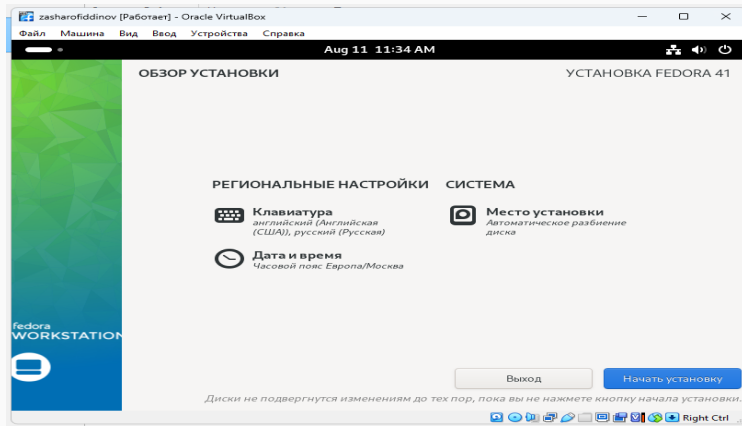 zasharofiddinov [Работает] - Oracle VirtualBox
Файл Машина Вид Ввод Устройства Справка
Aug 11 11:34 AM
ОБЗОР УСТАНОВКИ
УСТАНОВКА FEDORA 41
РЕГИОНАЛЬНЫЕ НАСТРОЙКИ
СИСТЕМА
Клавиатура
английский (Английская
(США)), русский (Русская)
Место установки
Автоматическое разбиение
диска
Дата и время
Часовой пояс Европа/Москва
fedora
WORKSTATION
Выход
Начать установку
Диски не подвергнутся изменениям до тех пор, пока вы не нажмете кнопку начала установки.
Right Ctrl